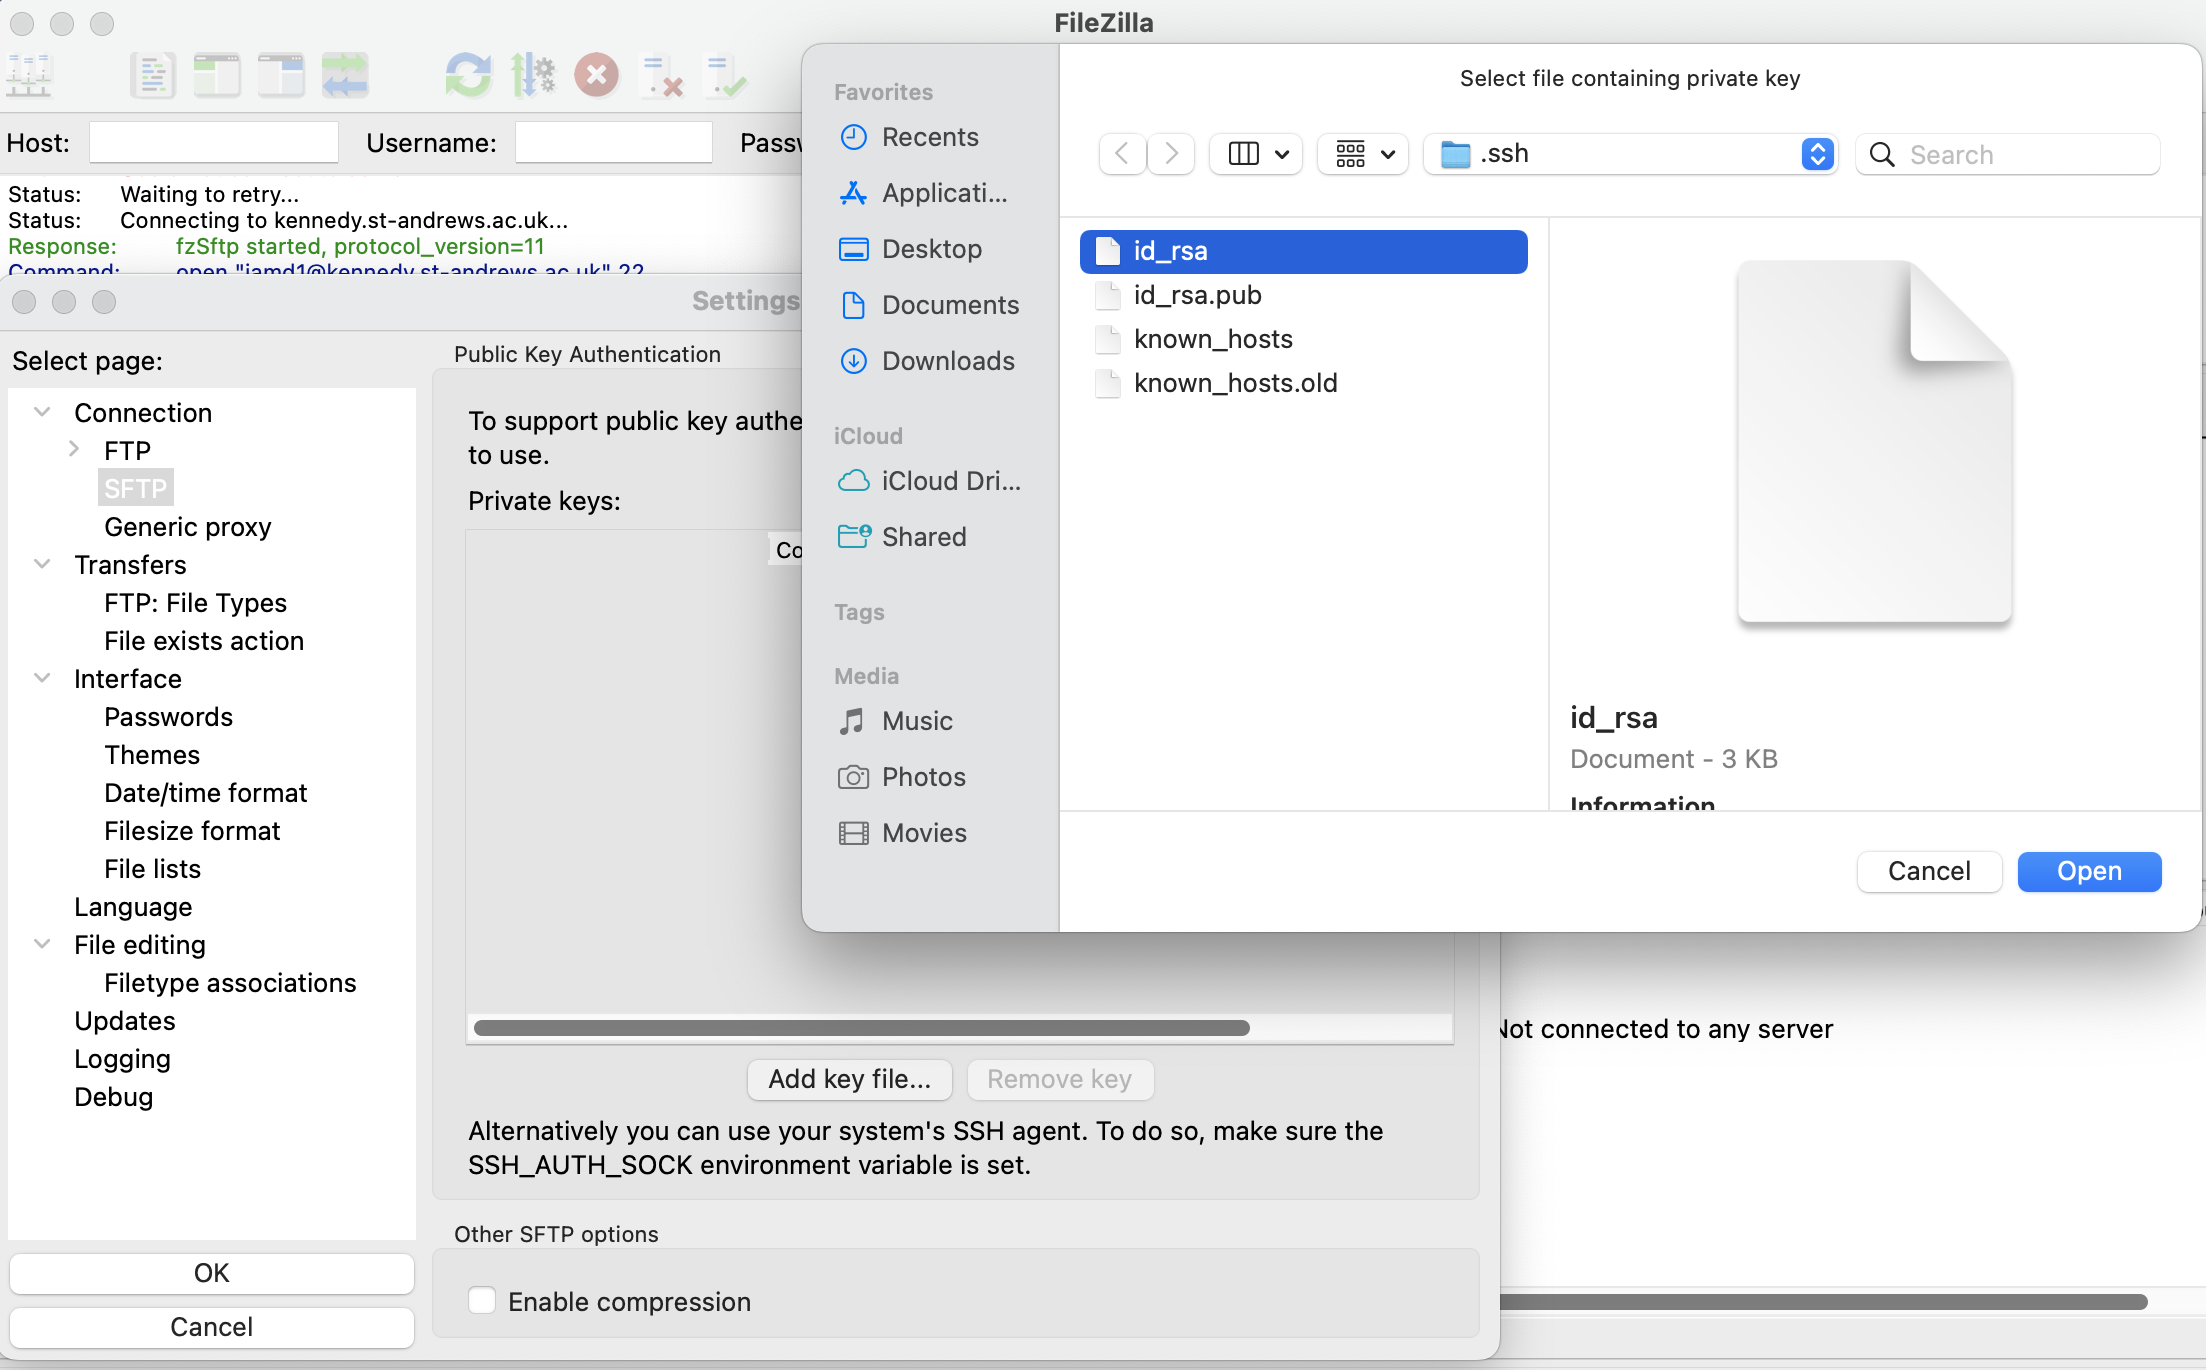 FileZilla
Host:
Username:
Status: Waiting to retry...
Status: Connecting to kennedy.st-andrews.ac.uk...
Response: fzSftp started, protocol_version=11
Command: open "jamd1@kennedy.st-andrews.ac.uk" 22
Settings
Select page:
Connection
FTP
SFTP
Generic proxy
Transfers
FTP: File Types
File exists action
Interface
Passwords
Themes
Date/time format
Filesize format
File lists
Language
File editing
Filetype associations
Updates
Logging
Debug
OK
Cancel
Public Key Authentication
To support public key authe
to use.
Private keys:
Co
Add key file...
Remove key
Alternatively you can use your system's SSH agent. To do so, make sure the
SSH_AUTH_SOCK environment variable is set.
Other SFTP options
Enable compression
Favorites
Recents
Applicati...
Desktop
Documents
Downloads
iCloud
iCloud Dri...
Shared
Tags
Media
Music
Photos
Movies
Select file containing private key
.ssh
Search
id_rsa
id_rsa.pub
known_hosts
known_hosts.old
id_rsa
Document - 3 KB
Information
Cancel
Open
Not connected to any server